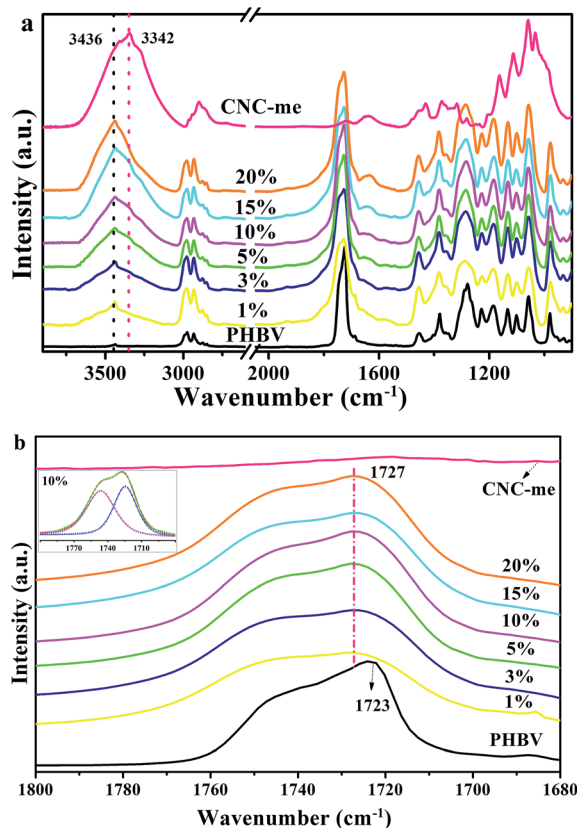 a
3436
3342
CNC-me
20%
15%
10%
5%
3%
1%
PHBV
Intensity (a.u.)
3500 3000 2000 1600 1200
Wavenumber (cm-1)
b
10%
1770 1740 1710
1727
CNC-me
20%
15%
10%
5%
3%
1%
1723
PHBV
Intensity (a.u.)
1800 1780 1760 1740 1720 1700 1680
Wavenumber (cm-1)